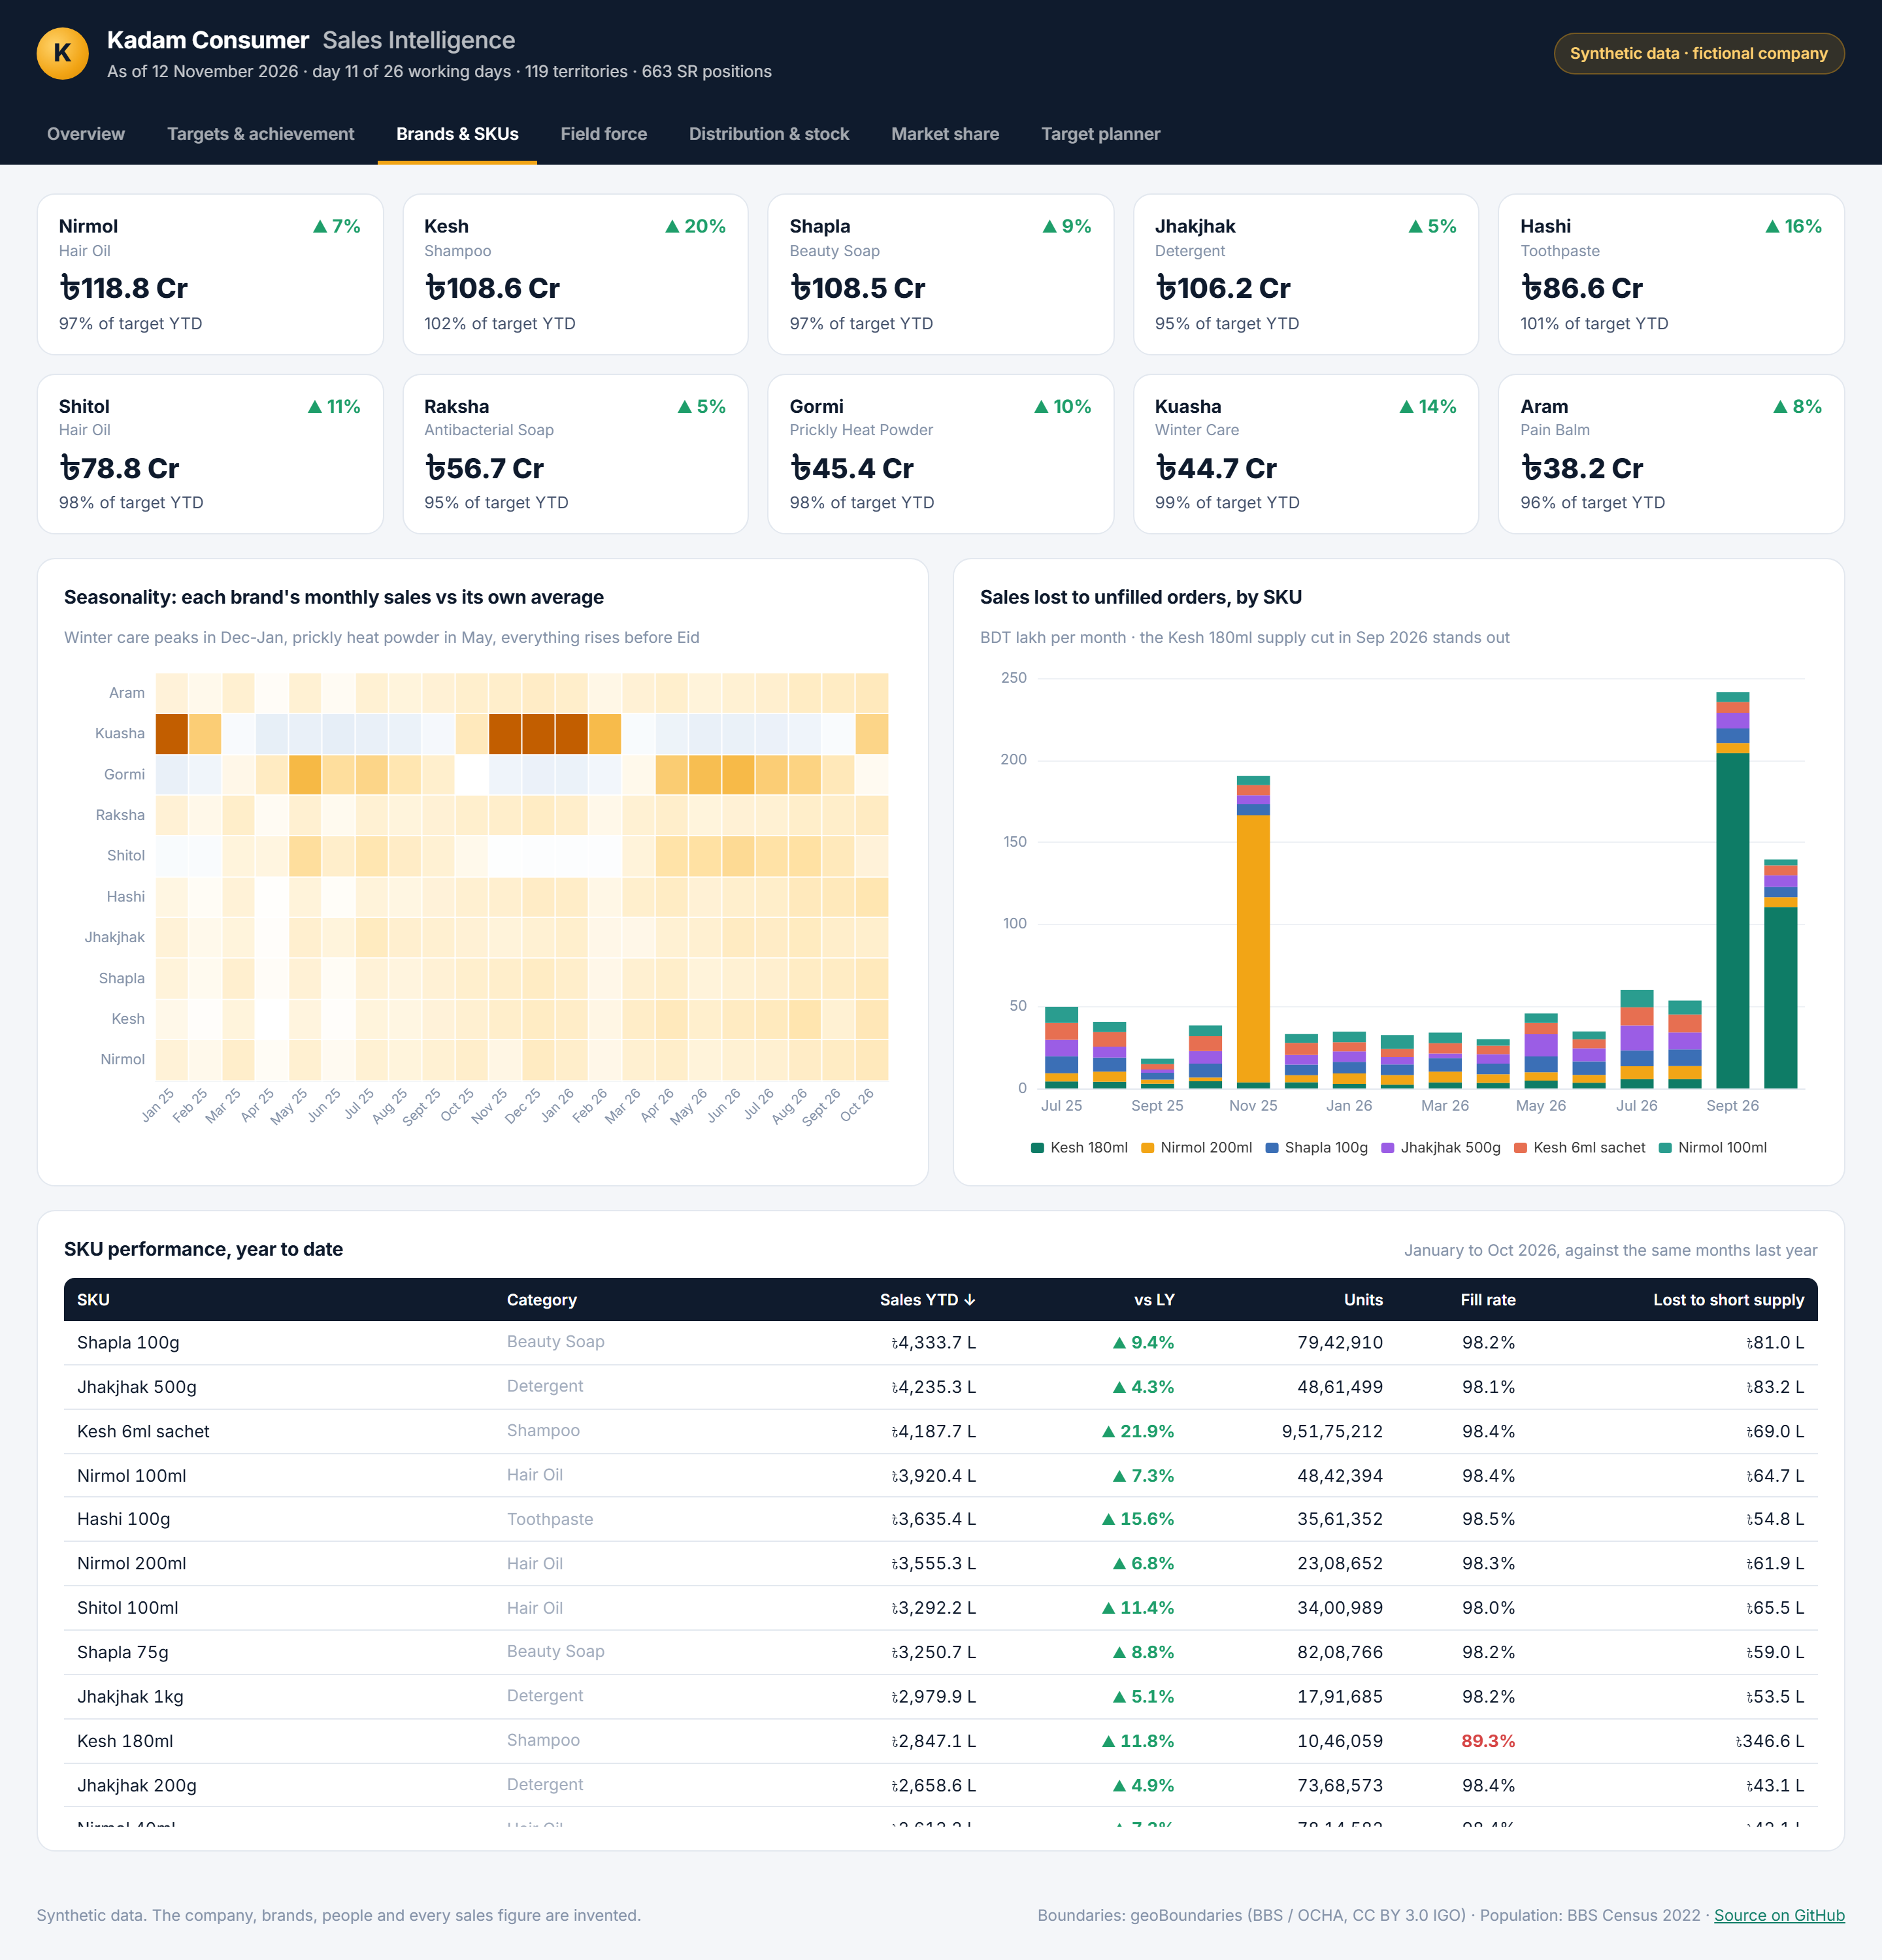 K
Kadam Consumer Sales Intelligence
As of 12 November 2026 · day 11 of 26 working days · 119 territories · 663 SR positions
Synthetic data · fictional company
Overview Targets & achievement Brands & SKUs Field force Distribution & stock Market share Target planner
Nirmol ▲ 7%
Hair Oil
৳118.8 Cr
97% of target YTD
Kesh ▲ 20%
Shampoo
৳108.6 Cr
102% of target YTD
Shapla ▲ 9%
Beauty Soap
৳108.5 Cr
97% of target YTD
Jhakjhak ▲ 5%
Detergent
৳106.2 Cr
95% of target YTD
Hashi ▲ 16%
Toothpaste
৳86.6 Cr
101% of target YTD
Shitol ▲ 11%
Hair Oil
৳78.8 Cr
98% of target YTD
Raksha ▲ 5%
Antibacterial Soap
৳56.7 Cr
95% of target YTD
Gormi ▲ 10%
Prickly Heat Powder
৳45.4 Cr
98% of target YTD
Kuasha ▲ 14%
Winter Care
৳44.7 Cr
99% of target YTD
Aram ▲ 8%
Pain Balm
৳38.2 Cr
96% of target YTD
Seasonality: each brand's monthly sales vs its own average
Winter care peaks in Dec-Jan, prickly heat powder in May, everything rises before Eid
Aram
Kuasha
Gormi
Raksha
Shitol
Hashi
Jhakjhak
Shapla
Kesh
Nirmol
Jan 25 Feb 25 Mar 25 Apr 25 May 25 Jun 25 Jul 25 Aug 25 Sept 25 Oct 25 Nov 25 Dec 25 Jan 26 Feb 26 Mar 26 Apr 26 May 26 Jun 26 Jul 26 Aug 26 Sept 26 Oct 26
Sales lost to unfilled orders, by SKU
BDT lakh per month · the Kesh 180ml supply cut in Sep 2026 stands out
250
200
150
100
50
0
Jul 25 Sept 25 Nov 25 Jan 26 Mar 26 May 26 Jul 26 Sept 26
Kesh 180ml Nirmol 200ml Shapla 100g Jhakjhak 500g Kesh 6ml sachet Nirmol 100ml
SKU performance, year to date
January to Oct 2026, against the same months last year
SKU Category Sales YTD ↓ vs LY Units Fill rate Lost to short supply
Shapla 100g Beauty Soap ৳4,333.7 L ▲ 9.4% 79,42,910 98.2% ৳81.0 L
Jhakjhak 500g Detergent ৳4,235.3 L ▲ 4.3% 48,61,499 98.1% ৳83.2 L
Kesh 6ml sachet Shampoo ৳4,187.7 L ▲ 21.9% 9,51,75,212 98.4% ৳69.0 L
Nirmol 100ml Hair Oil ৳3,920.4 L ▲ 7.3% 48,42,394 98.4% ৳64.7 L
Hashi 100g Toothpaste ৳3,635.4 L ▲ 15.6% 35,61,352 98.5% ৳54.8 L
Nirmol 200ml Hair Oil ৳3,555.3 L ▲ 6.8% 23,08,652 98.3% ৳61.9 L
Shitol 100ml Hair Oil ৳3,292.2 L ▲ 11.4% 34,00,989 98.0% ৳65.5 L
Shapla 75g Beauty Soap ৳3,250.7 L ▲ 8.8% 82,08,766 98.2% ৳59.0 L
Jhakjhak 1kg Detergent ৳2,979.9 L ▲ 5.1% 17,91,685 98.2% ৳53.5 L
Kesh 180ml Shampoo ৳2,847.1 L ▲ 11.8% 10,46,059 89.3% ৳346.6 L
Jhakjhak 200g Detergent ৳2,658.6 L ▲ 4.9% 73,68,573 98.4% ৳43.1 L
Synthetic data. The company, brands, people and every sales figure are invented.
Boundaries: geoBoundaries (BBS / OCHA, CC BY 3.0 IGO) · Population: BBS Census 2022 · Source on GitHub